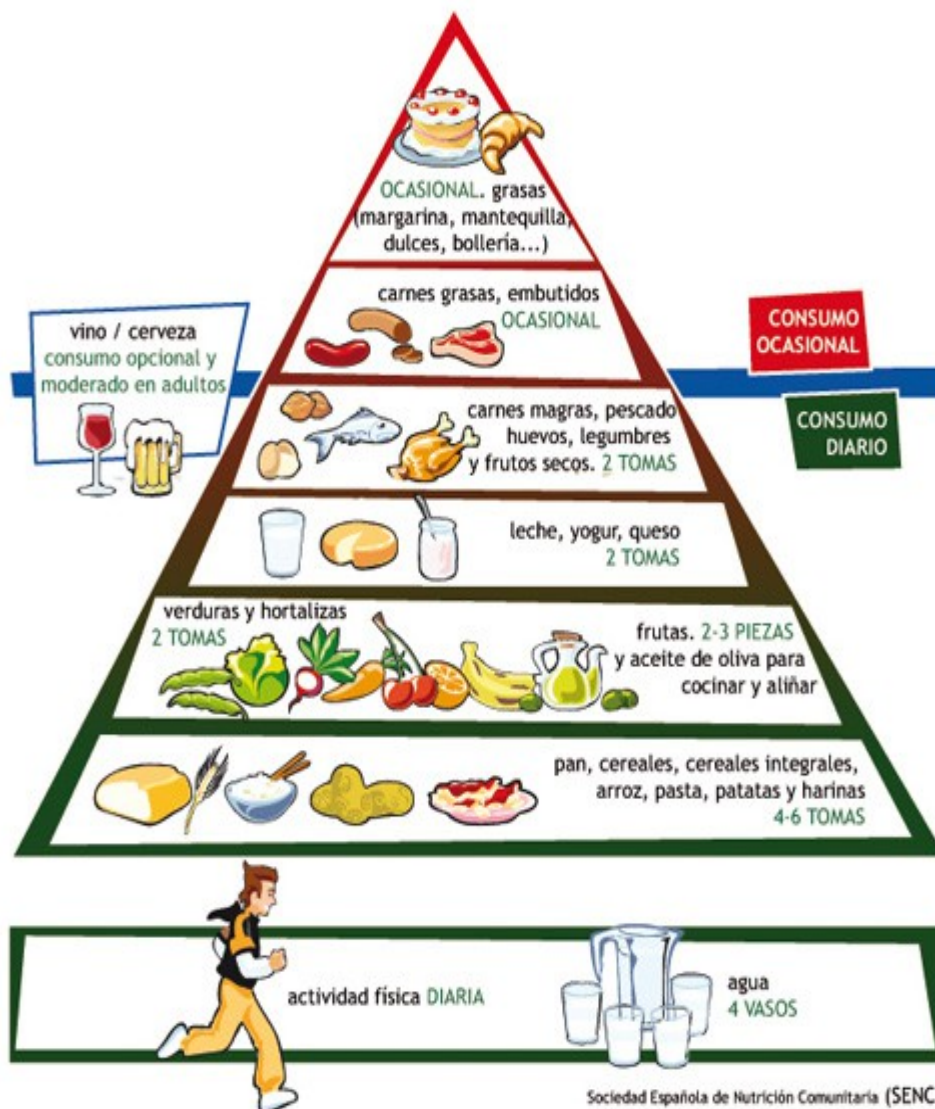 OCASIONAL. grasas
(margarina, mantequilla,
dulces, bollería...)
carnes grasas, embutidos
OCASIONAL
vino / cerveza
consumo opcional y
moderado en adultos
CONSUMO
OCASIONAL
CONSUMO
DIARIO
carnes magras, pescado
huevos, legumbres
y frutos secos. 2 TOMAS
leche, yogur, queso
2 TOMAS
verduras y hortalizas
2 TOMAS
frutas. 2-3 PIEZAS
y aceite de oliva para
cocinar y aliñar
pan, cereales, cereales integrales,
arroz, pasta, patatas y harinas
4-6 TOMAS
actividad física DIARIA
agua
4 VASOS
Sociedad Española de Nutrición Comunitaria (SENC